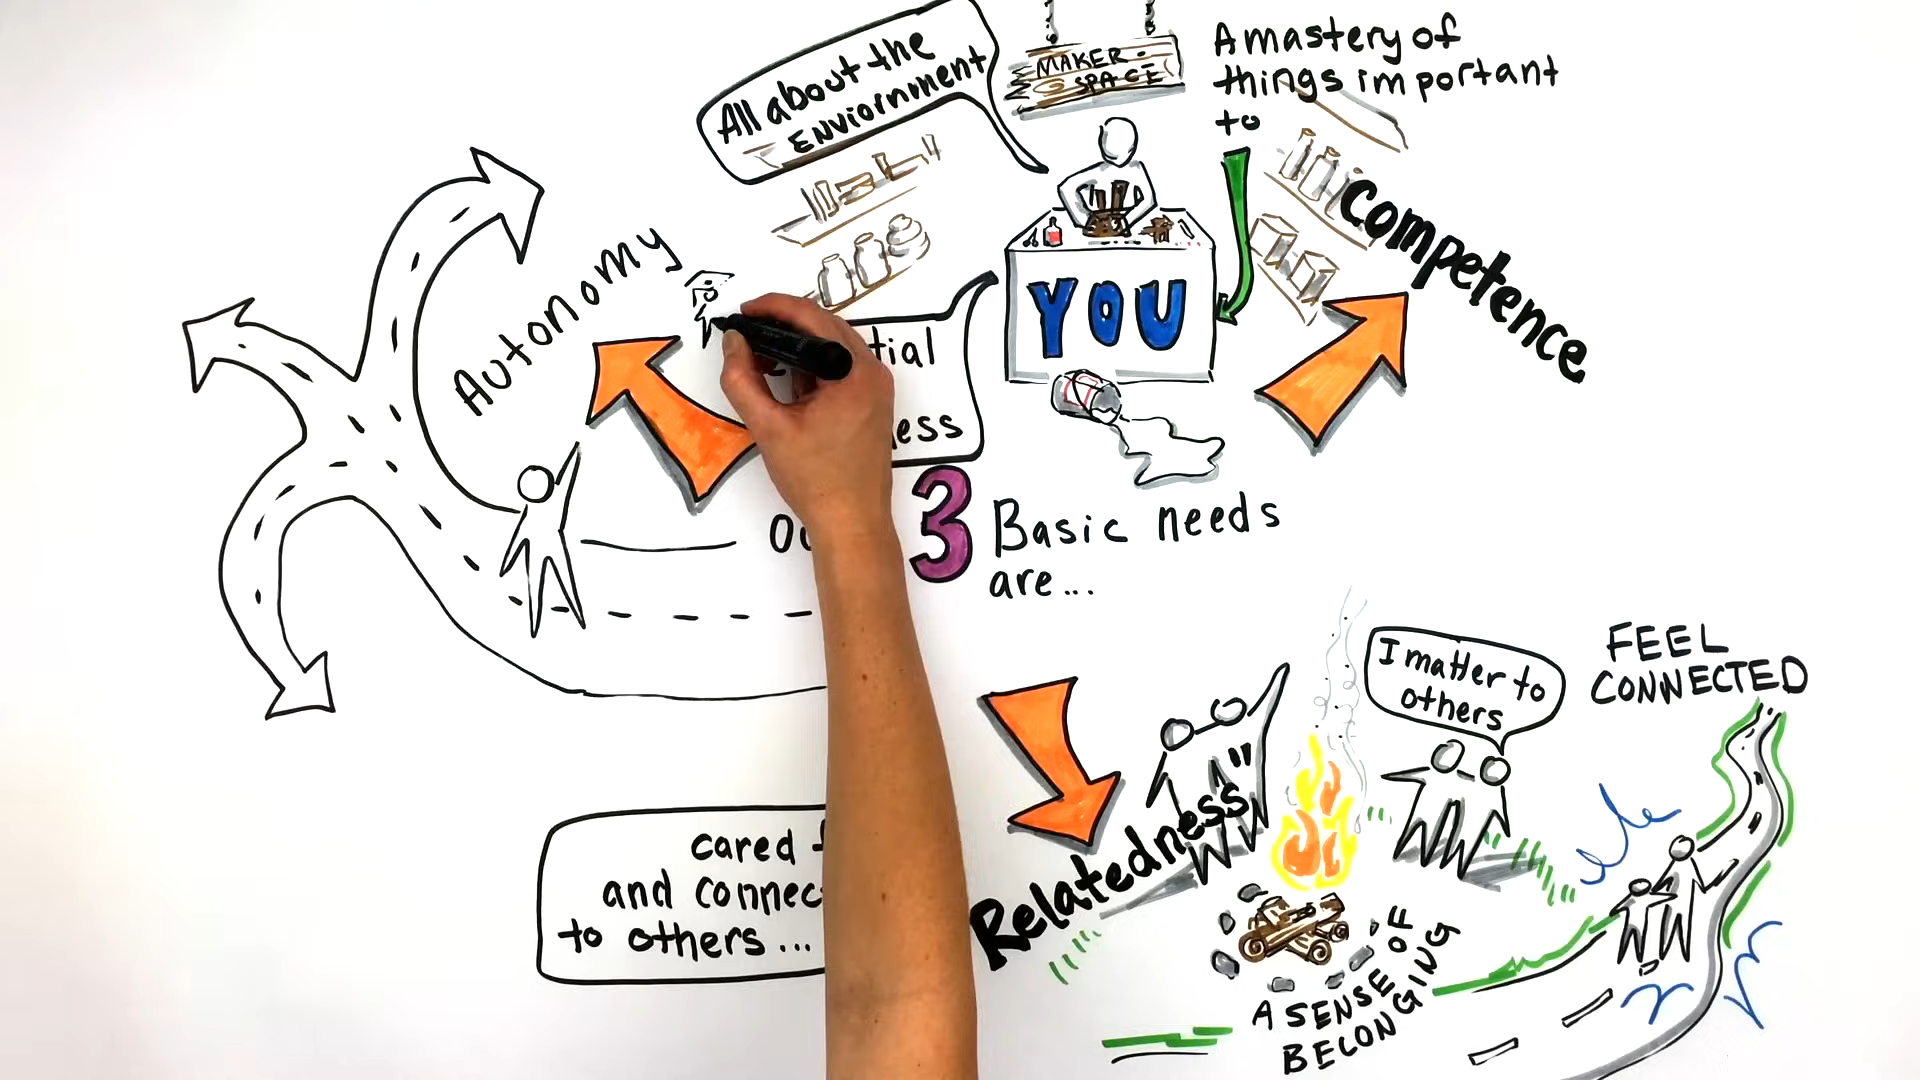 All about the
Enviornment
MAKER
SPACE
A mastery of
things important
to
Competence
Autonomy
YOU
3 Basic needs
are...
I matter to
others
FEEL
CONNECTED
Relatedness"
cared
and
to others...
A SENSE OF
BELONGING